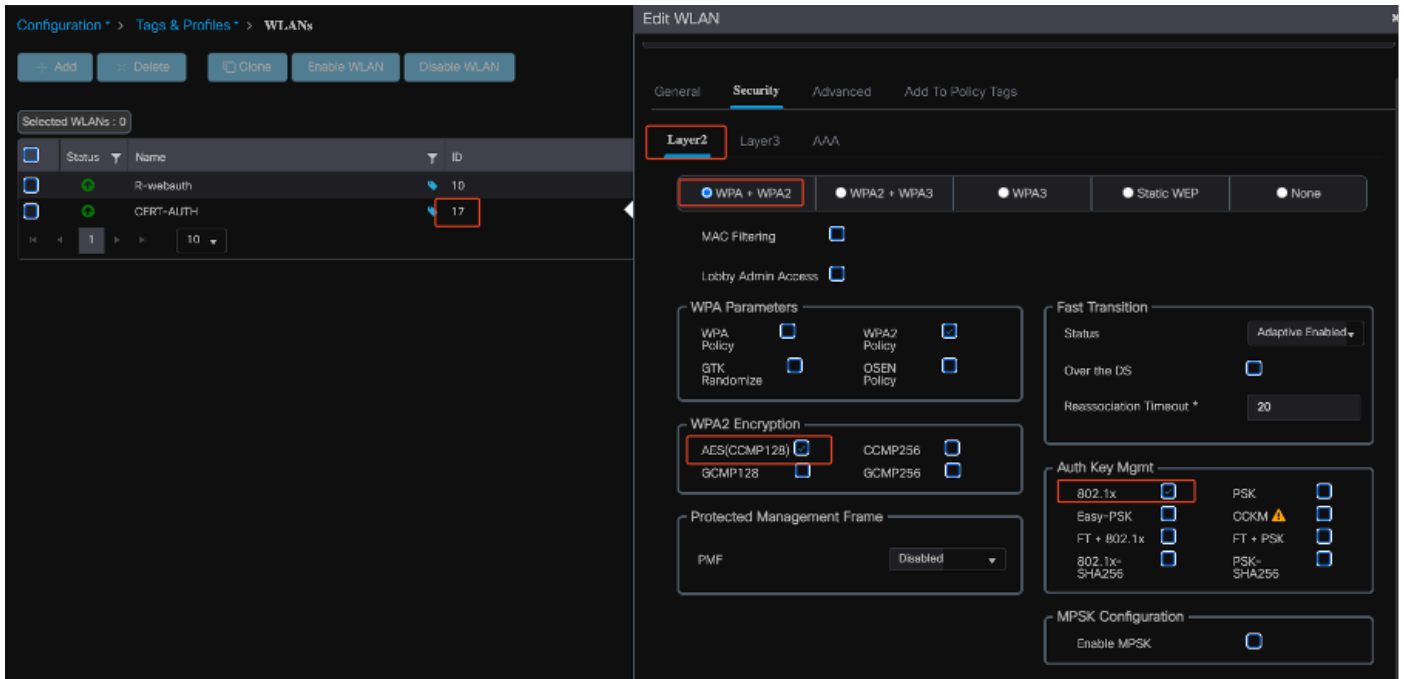 Configuration > Tags & Profiles > WLANs
+ Add × Delete Clone Enable WLAN Disable WLAN
Selected WLANs : 0
Status Name ID
R-webauth 10
CERT-AUTH 17
1 10
Edit WLAN
General Security Advanced Add To Policy Tags
Layer2 Layer3 AAA
WPA + WPA2 WPA2 + WPA3 WPA3 Static WEP None
MAC Filtering
Lobby Admin Access
WPA Parameters
WPA Policy
WPA2 Policy
GTK Randomize
OSEN Policy
WPA2 Encryption
AES(CCMP128) CCMP256
GCMP128 GCMP256
Protected Management Frame
PMF Disabled
Fast Transition
Status Adaptive Enabled
Over the DS
Reassociation Timeout * 20
Auth Key Mgmt
802.1x PSK
Easy-PSK CCKM
FT + 802.1x FT + PSK
802.1x-SHA256
PSK-SHA256
MPSK Configuration
Enable MPSK